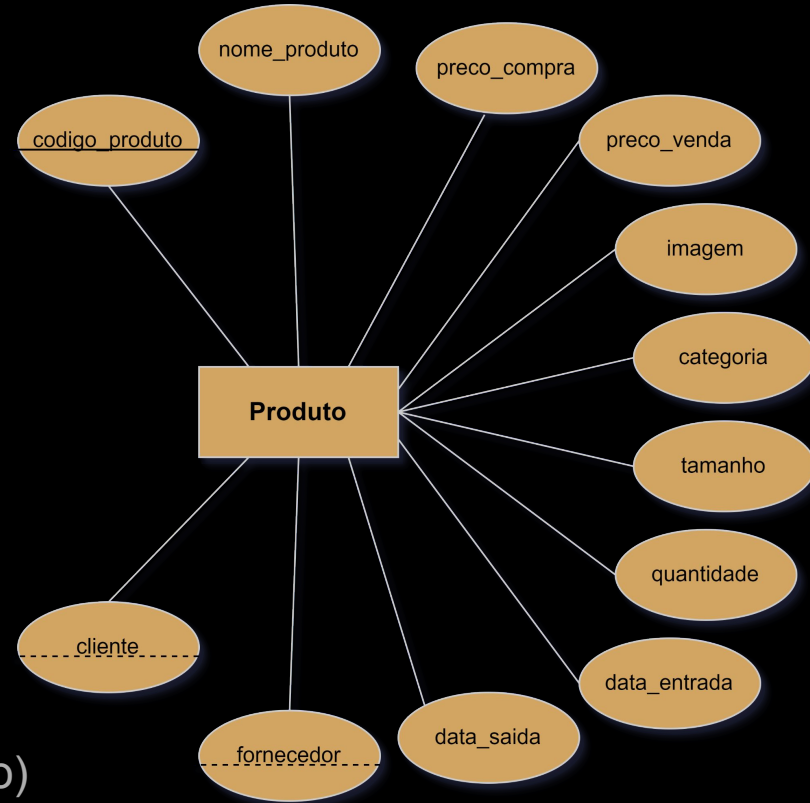 nome_produto
preco_compra
codigo_produto
preco_venda
imagem
categoria
Produto
tamanho
quantidade
cliente
data_entrada
data_saida
fornecedor
o)